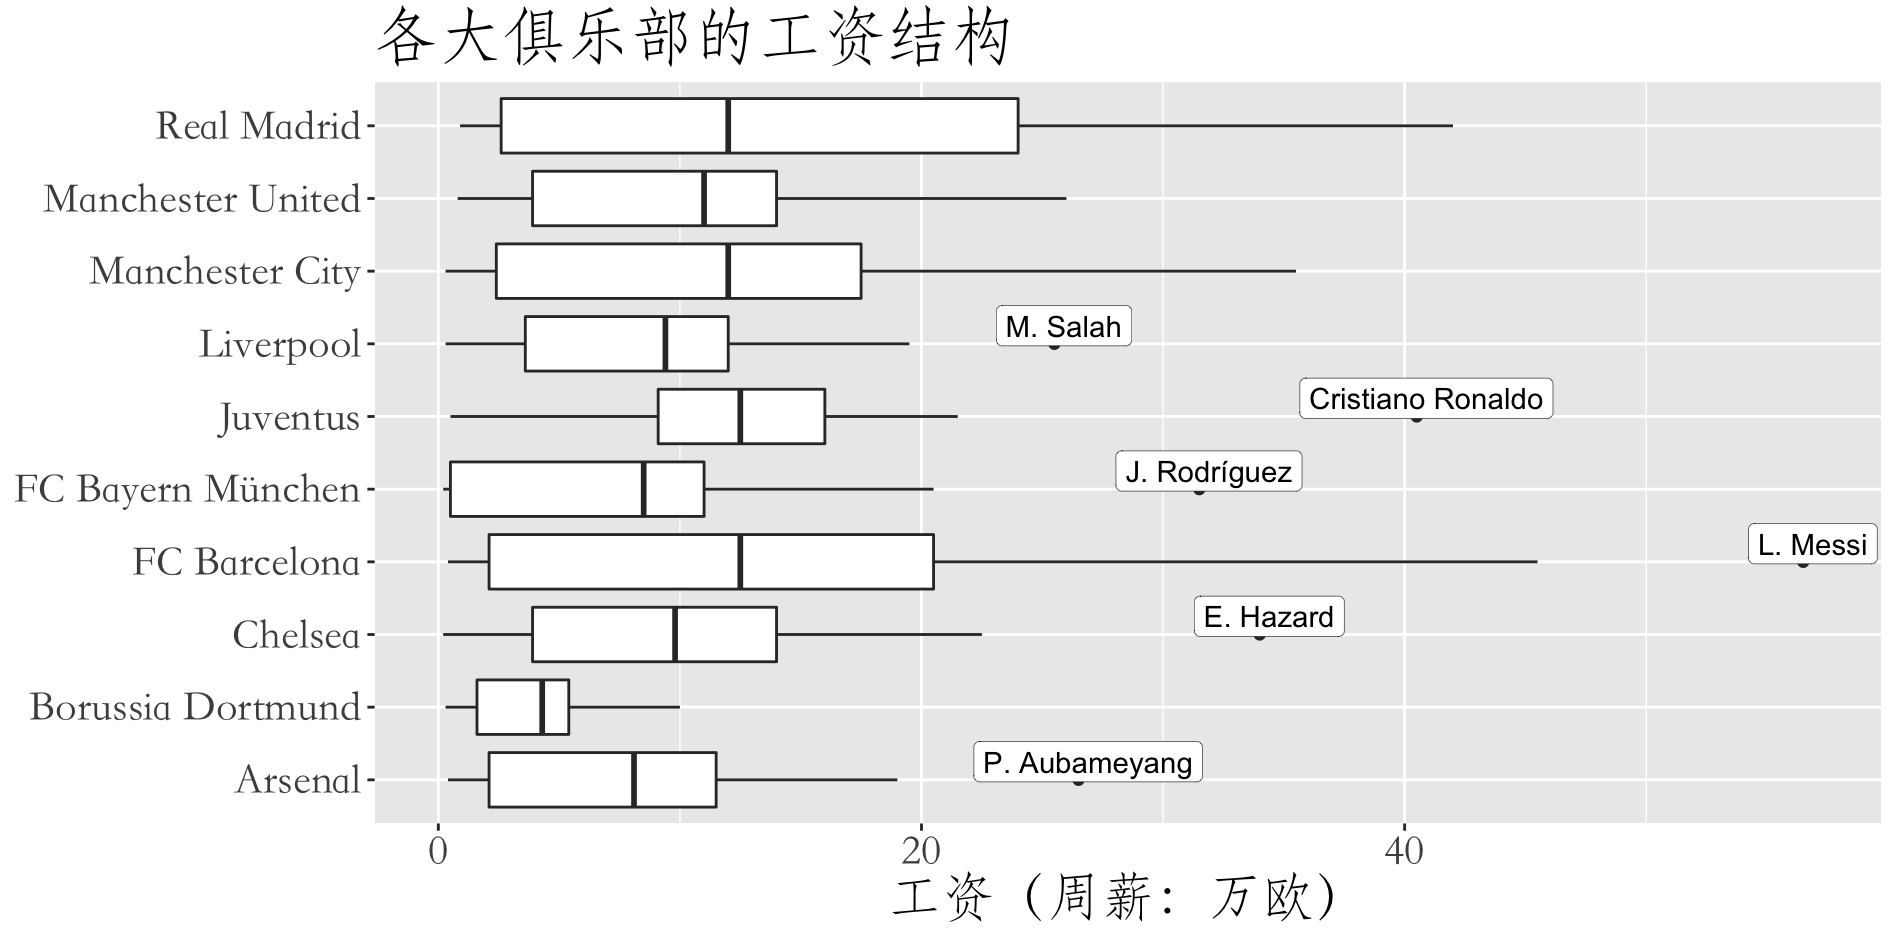 各大俱乐部的工资结构
Real Madrid
Manchester United
Manchester City
Liverpool
M. Salah
Juventus
Cristiano Ronaldo
FC Bayern München
J. Rodríguez
FC Barcelona
L. Messi
Chelsea
E. Hazard
Borussia Dortmund
Arsenal
P. Aubameyang
0 20 40
工资（周薪：万欧）